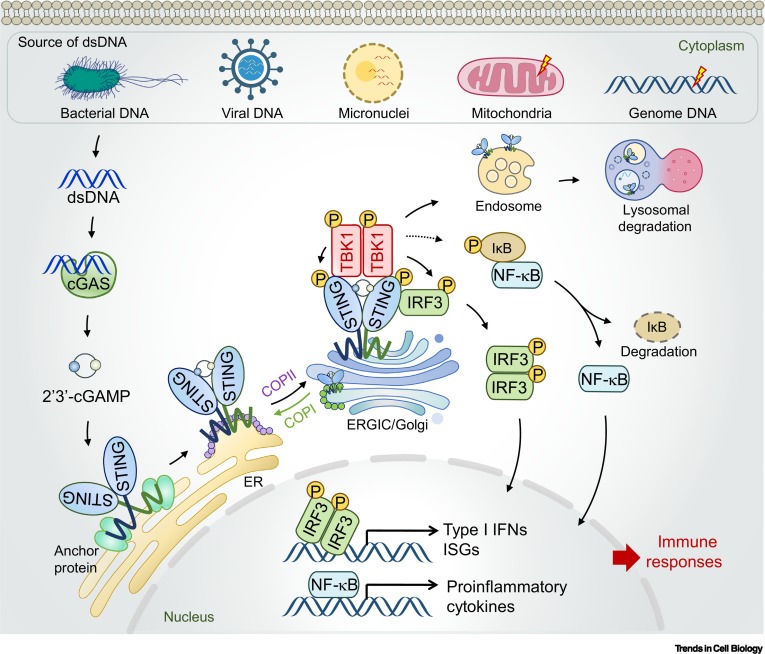 Source of dsDNA
Cytoplasm
Bacterial DNA
Viral DNA
Micronuclei
Mitochondria
Genome DNA
dsDNA
cGAS
2'3'-cGAMP
STING
STING
Anchor
protein
STING
STING
ER
COPII
COPI
P
P
TBK1
TBK1
P
P
STING
STING
P
IRF3
ERGIC/Golgi
Endosome
Lysosomal
degradation
P
IκB
NF-κB
IκB
Degradation
NF-κB
IRF3
P
IRF3
P
P
P
IRF3
IRF3
Type I IFNs
ISGs
NF-κB
Proinflammatory
cytokines
Immune
responses
Nucleus
Trends in Cell Biology